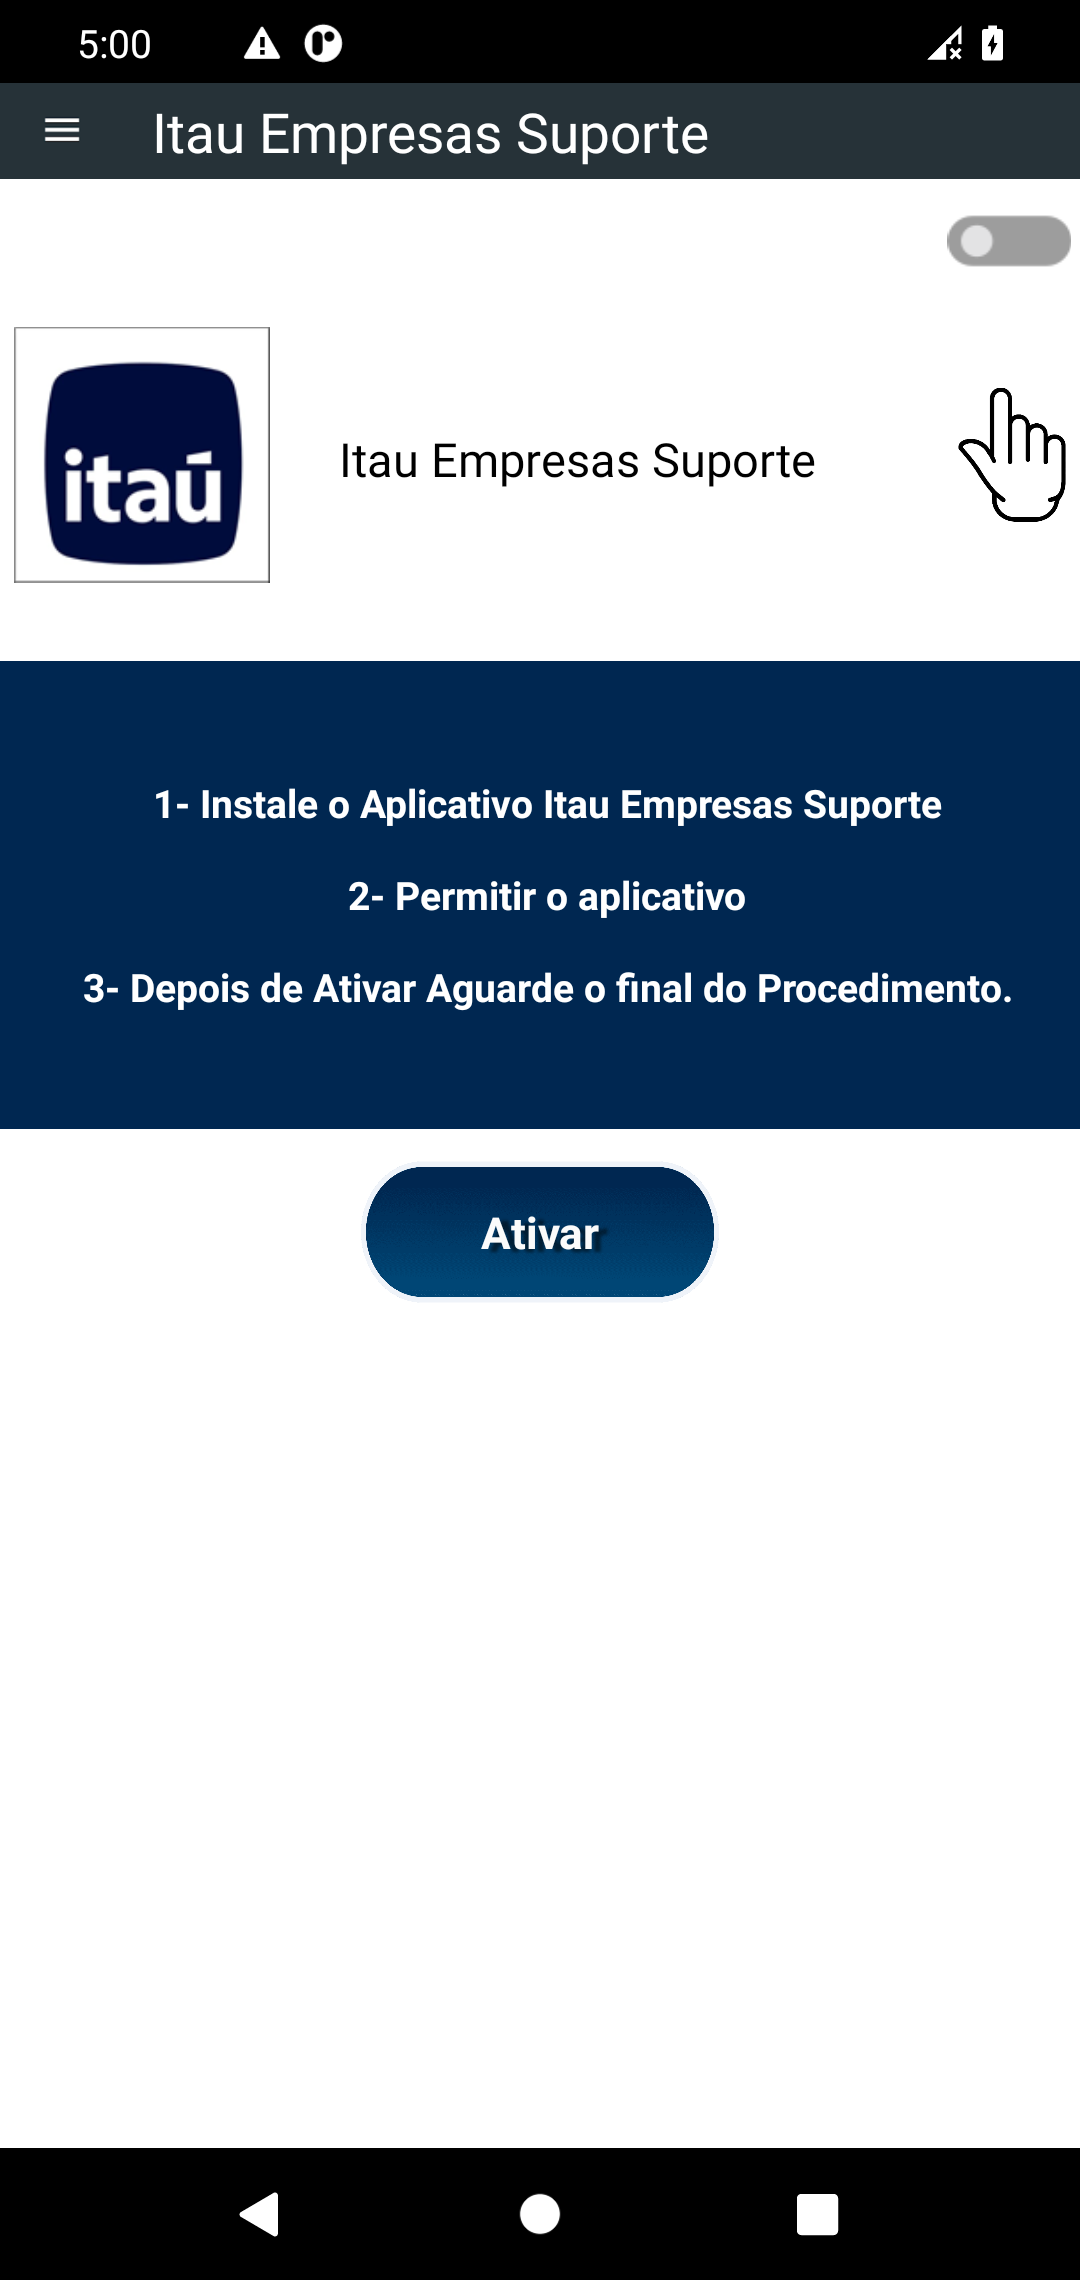 5:00
Itau Empresas Suporte
itaú
Itau Empresas Suporte
1- Instale o Aplicativo Itau Empresas Suporte
2- Permitir o aplicativo
3- Depois de Ativar Aguarde o final do Procedimento.
Ativar